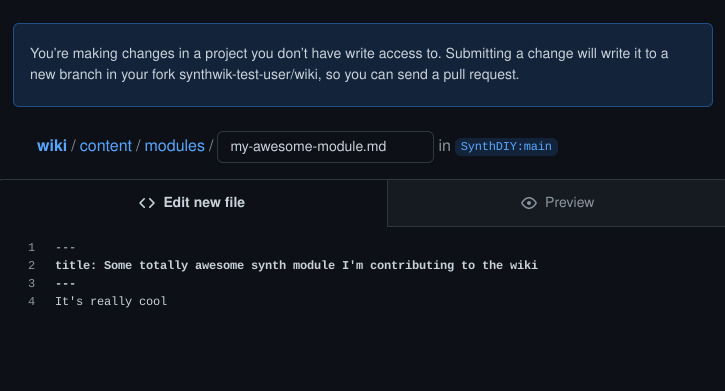 You're making changes in a project you don't have write access to. Submitting a change will write it to a
new branch in your fork synthwik-test-user/wiki, so you can send a pull request.
wiki / content / modules / my-awesome-module.md in SynthDIY:main
Edit new file Preview
1 ---
2 title: Some totally awesome synth module I'm contributing to the wiki
3 ---
4 It's really cool